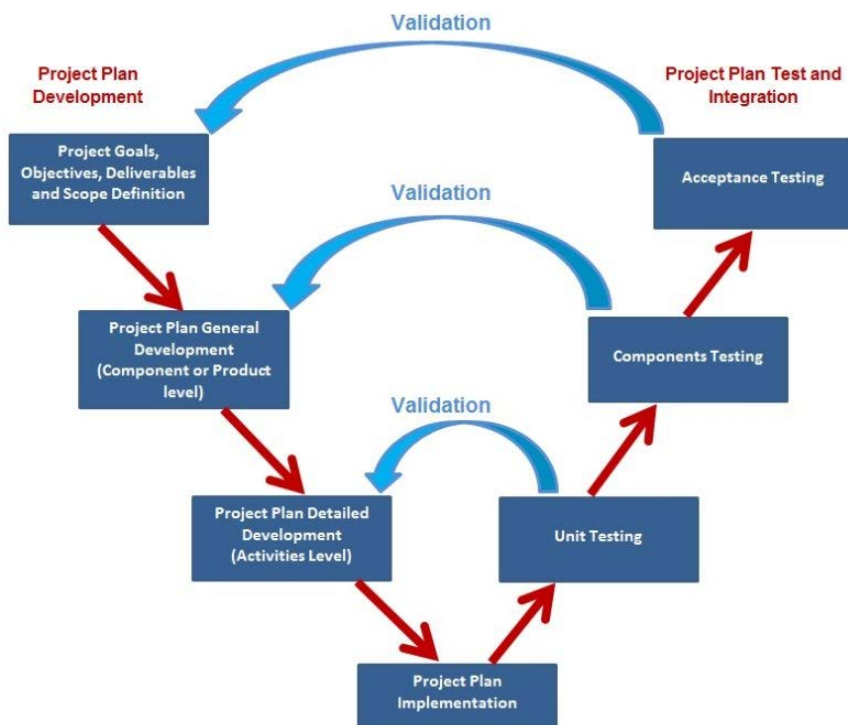 Validation
Project Plan
Development
Project Plan Test and
Integration
Project Goals,
Objectives, Deliverables
and Scope Definition
Acceptance Testing
Validation
Project Plan General
Development
(Component or Product
level)
Components Testing
Validation
Project Plan Detailed
Development
(Activities Level)
Unit Testing
Project Plan
Implementation